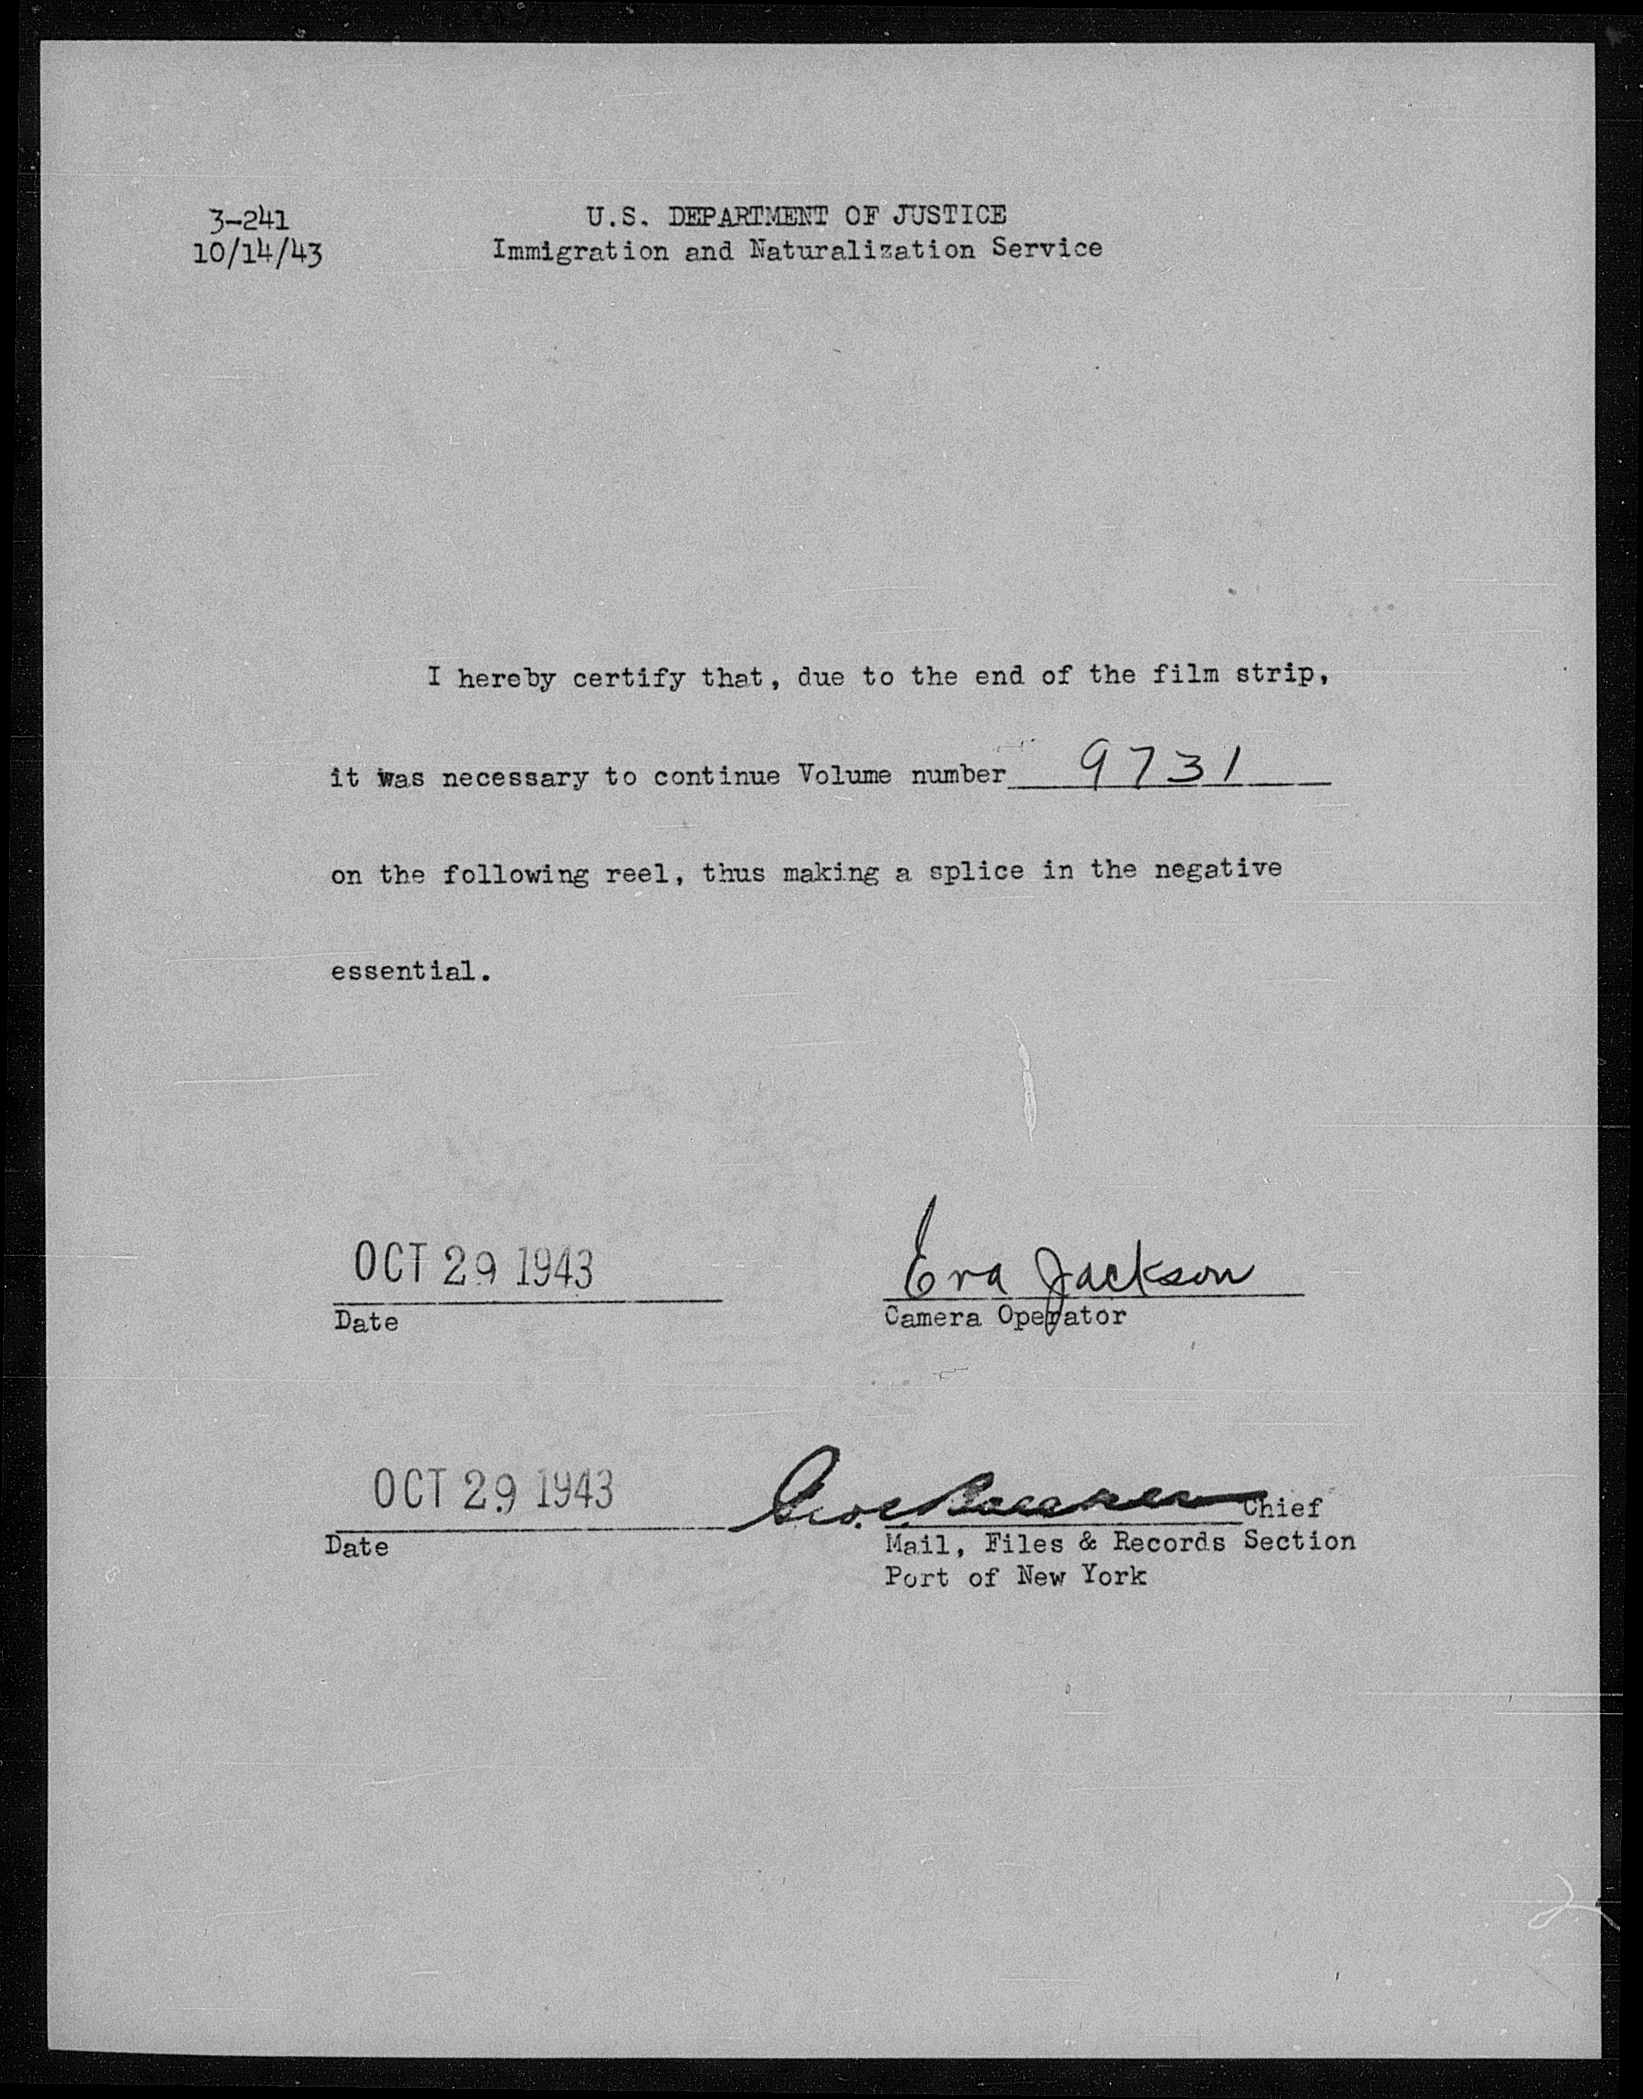 3-241
10/14/43
U.S. DEPARTMENT OF JUSTICE
Immigration and Naturalization Service
I hereby certify that, due to the end of the film strip,
it was necessary to continue Volume number 9731
on the following reel, thus making a splice in the negative
essential.
OCT 29 1943
Date
Eva Jackson
Camera Operator
OCT 29 1943
Date
Geo. Chief
Mail, Files & Records Section
Port of New York